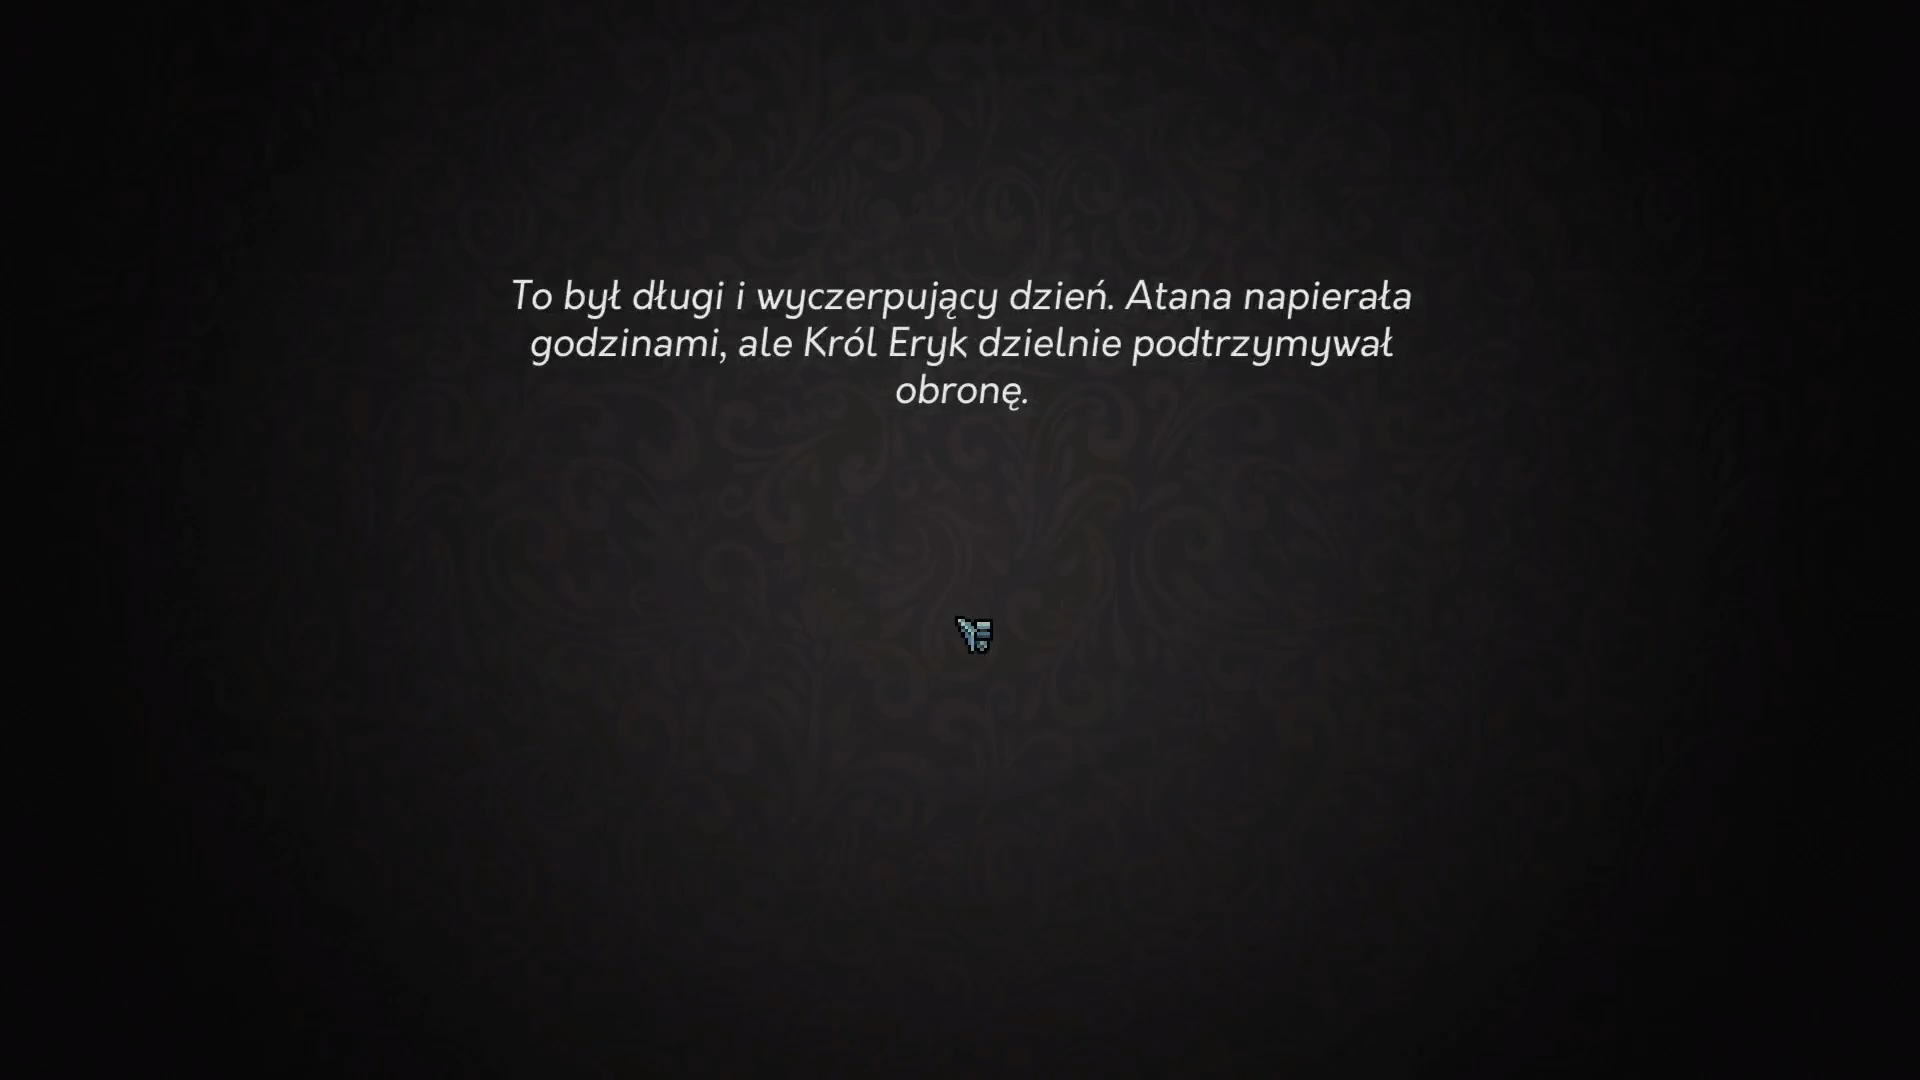 To był długi i wyczerpujący dzień. Atana napierała
godzinami, ale Król Eryk dzielnie podtrzymywał
obronę.